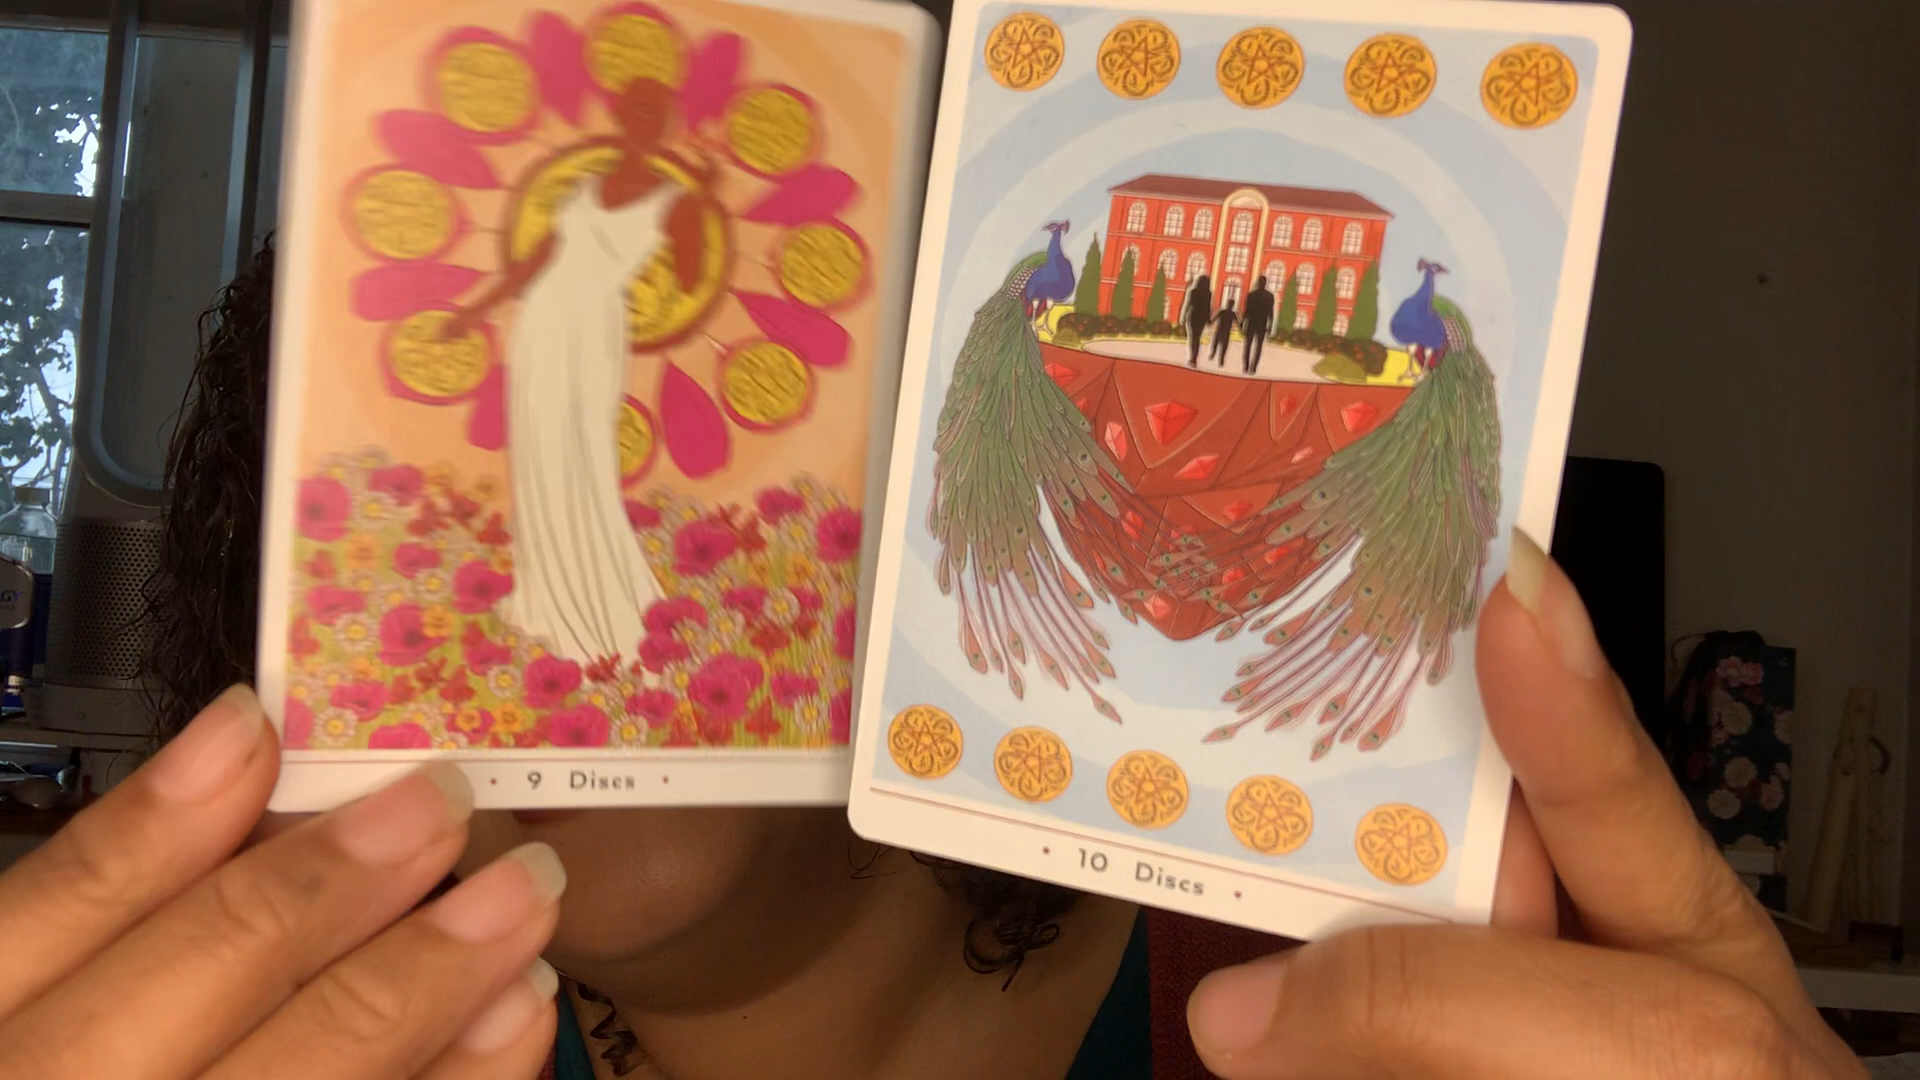 • 9 Discs •
• 10 Discs •